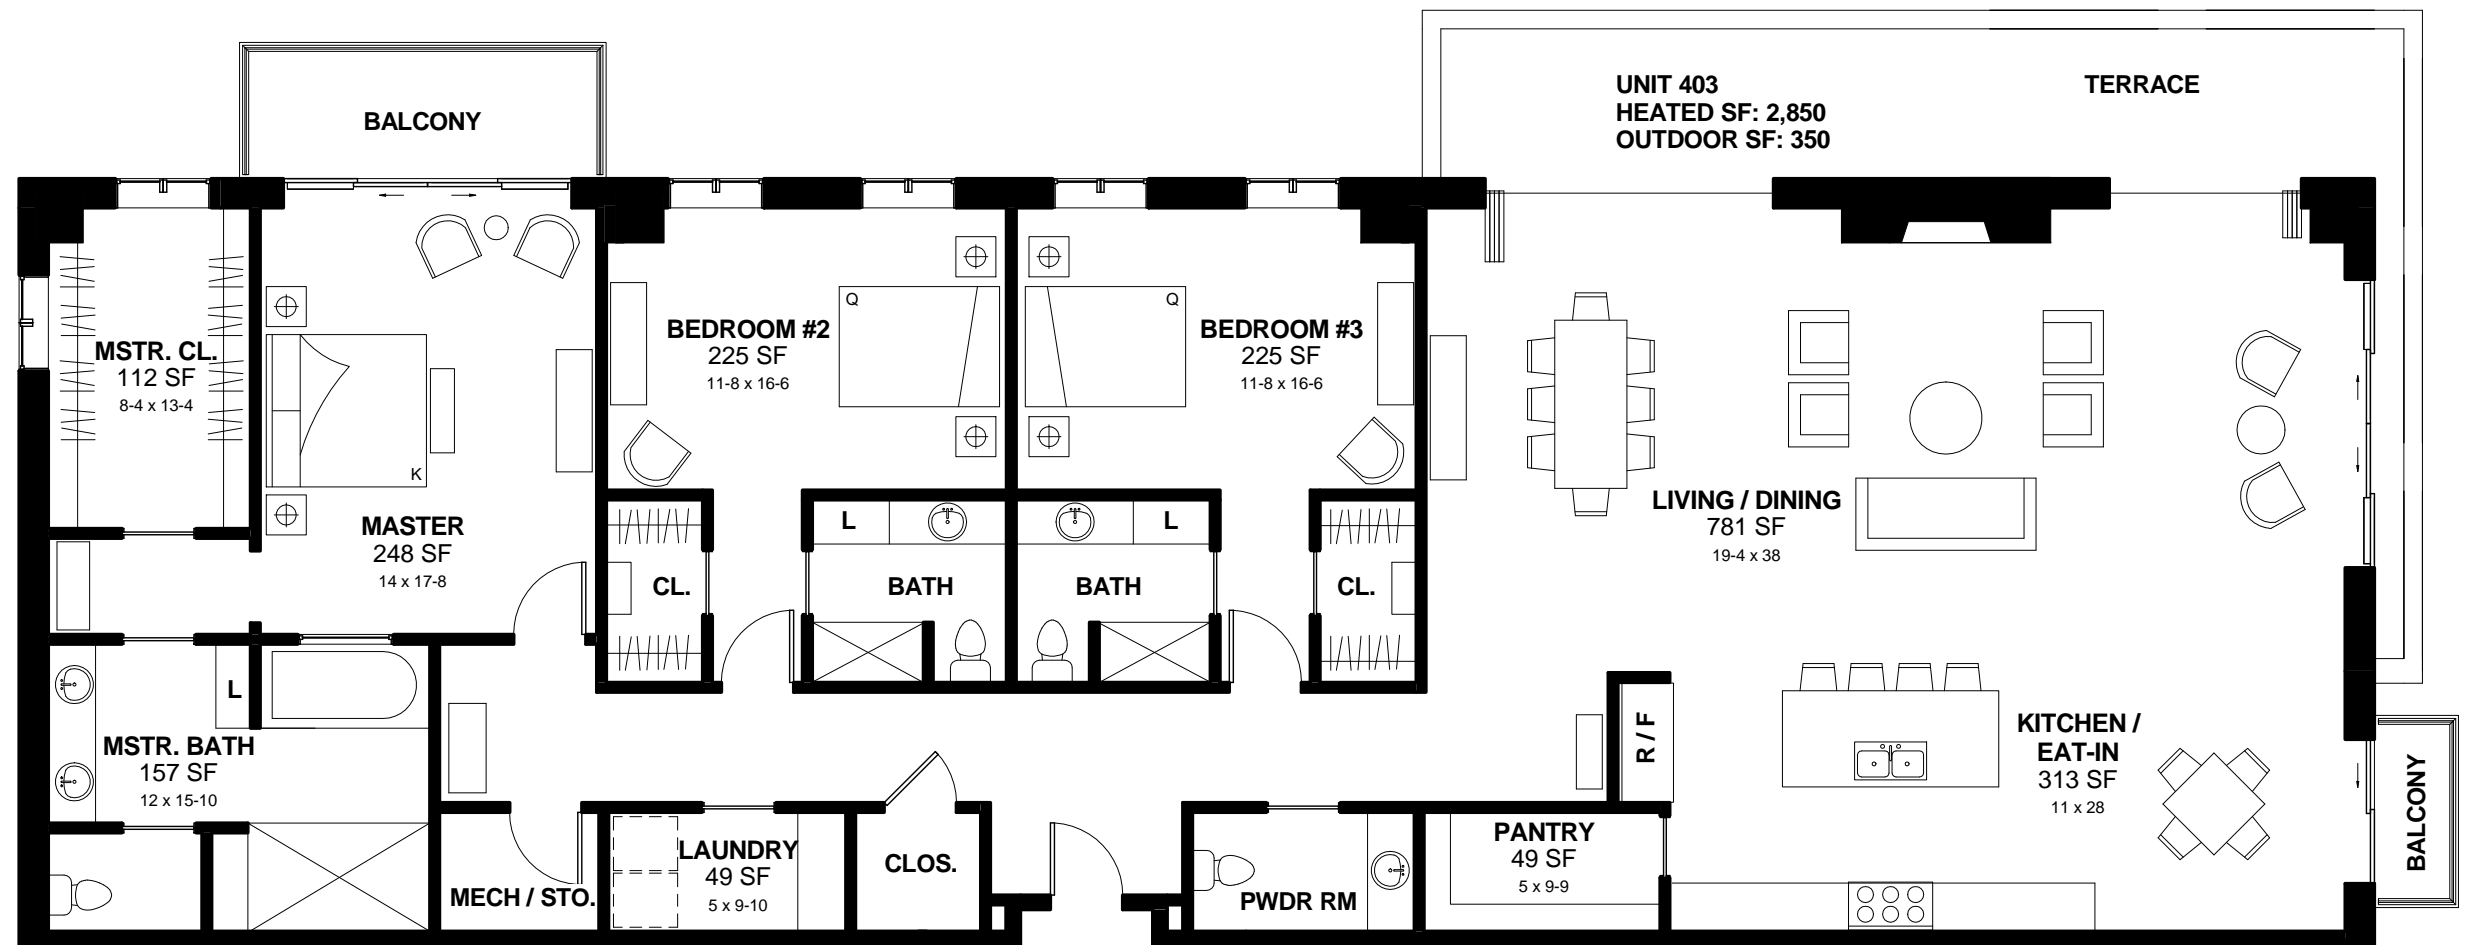 UNIT 403
HEATED SF: 2,850
OUTDOOR SF: 350
TERRACE
BALCONY
MSTR. CL.
112 SF
8-4 x 13-4
K
MASTER
248 SF
14 x 17-8
BEDROOM #2
225 SF
11-8 x 16-6
Q
Q
BEDROOM #3
225 SF
11-8 x 16-6
LIVING / DINING
781 SF
19-4 x 38
L
L
CL.
BATH
BATH
CL.
L
MSTR. BATH
157 SF
12 x 15-10
R / F
KITCHEN /
EAT-IN
313 SF
11 x 28
BALCONY
MECH / STO.
LAUNDRY
49 SF
5 x 9-10
CLOS.
PWDR RM
PANTRY
49 SF
5 x 9-9